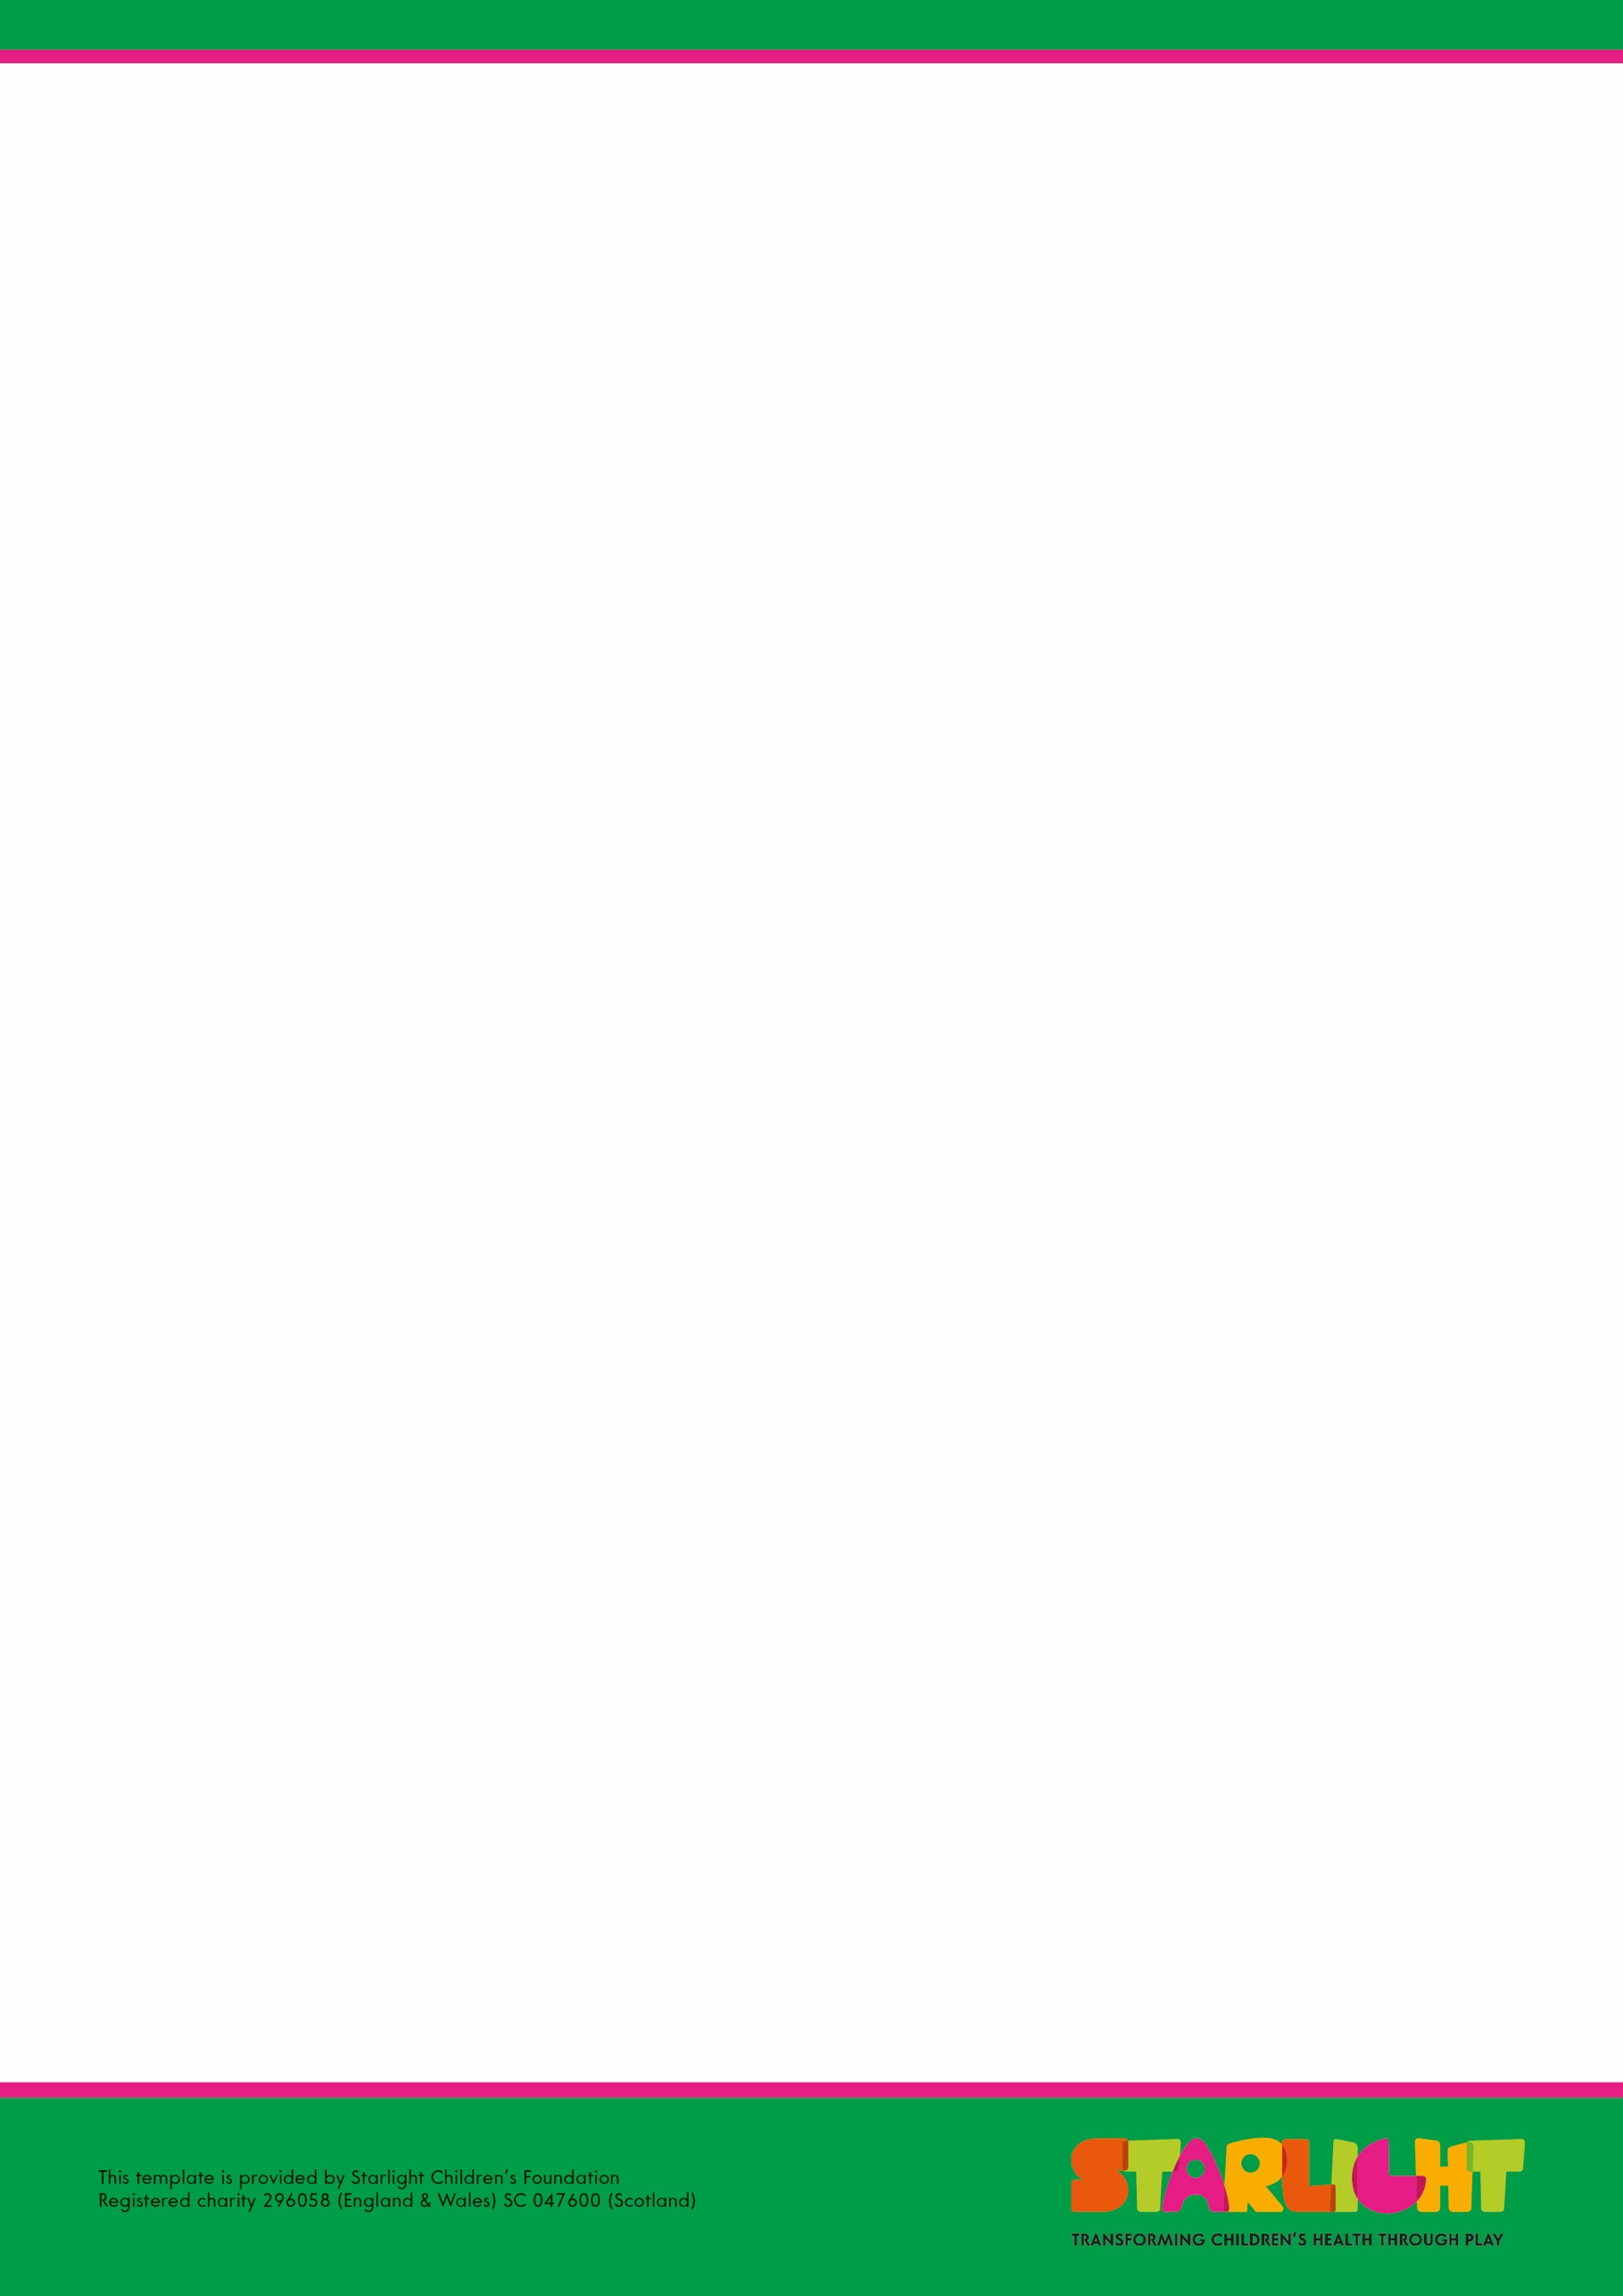 This template is provided by Starlight Children’s Foundation
Registered charity 296058 (England & Wales) SC 047600 (Scotland)
STARLIGHT
TRANSFORMING CHILDREN’S HEALTH THROUGH PLAY